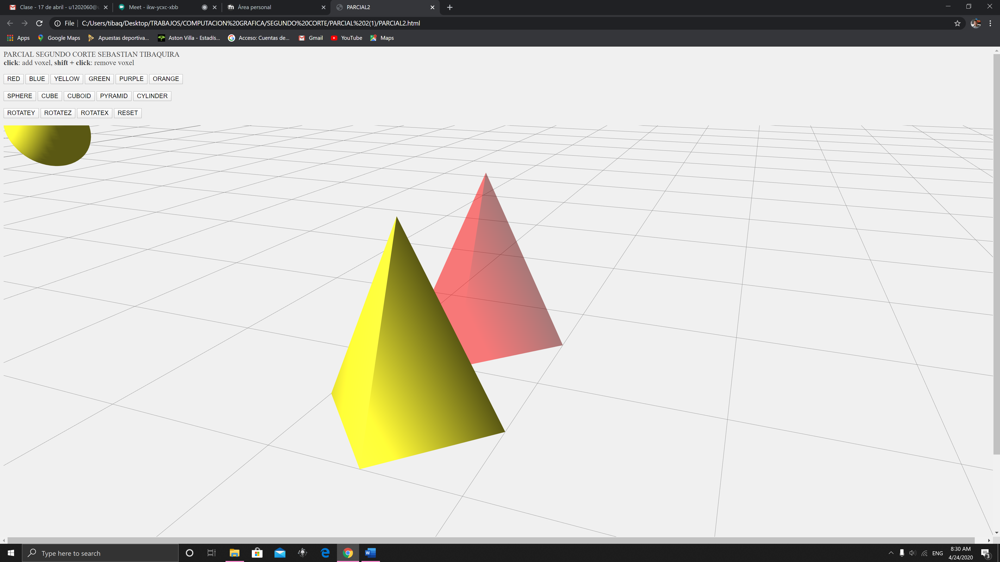 Clase - 17 de abril - u1202060@u
Meet - ikw-ycxc-xbb
Área personal
PARCIAL2
File
C:/Users/tibaq/Desktop/TRABAJOS/COMPUTACION%20GRAFICA/SEGUNDO%20CORTE/PARCIAL%202(1)/PARCIAL2.html
Apps
Google Maps
Apuestas deportiva...
Aston Villa - Estadís...
Acceso: Cuentas de...
Gmail
YouTube
Maps
PARCIAL SEGUNDO CORTE SEBASTIAN TIBAQUIRA
click: add voxel, shift + click: remove voxel
RED BLUE YELLOW GREEN PURPLE ORANGE
SPHERE CUBE CUBOID PYRAMID CYLINDER
ROTATEY ROTATEZ ROTATEX RESET
Type here to search
ENG
8:30 AM
4/24/2020
3